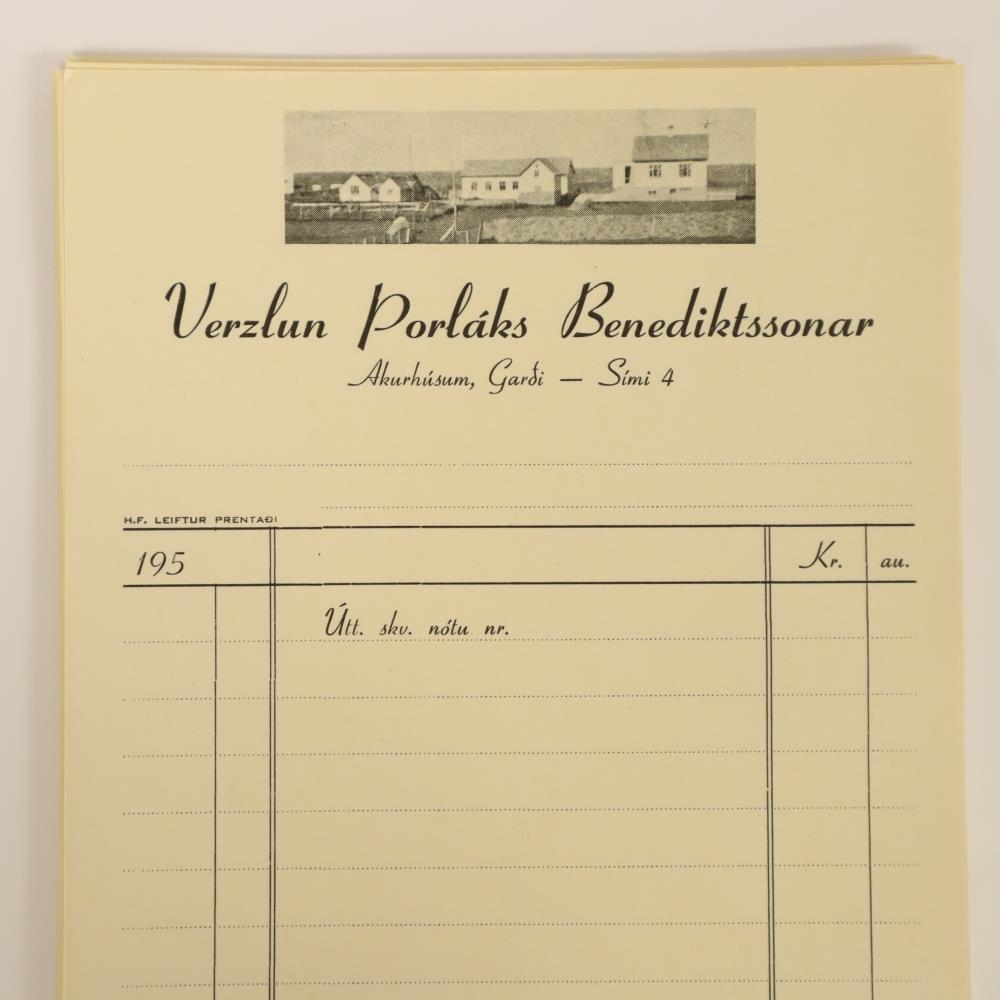 Verzlun Þorláks Benediktssonar
Akurhúsum, Garði — Sími 4
H.F. LEIFTUR PRENTAÐI
195 Kr. au.
Útt. skv. nótu nr.